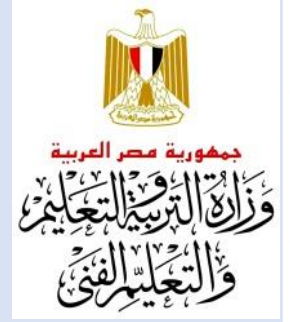 جمهورية مصر العربية
وزارة التربية والتعليم
والتعليم الفني